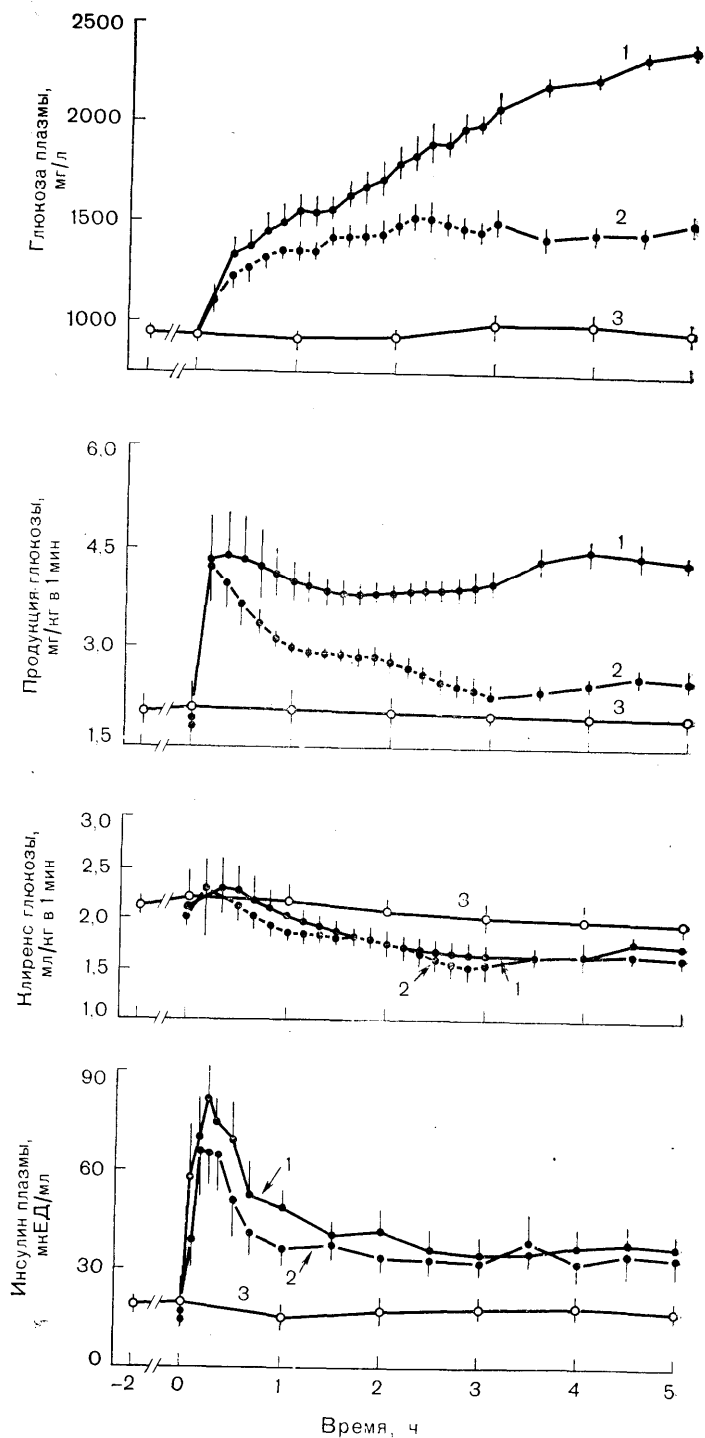 Глюкоза плазмы,
мг/л
2500
2000
1500
1000
1
2
3
Продукция глюкозы,
мг/кг в 1 мин
6,0
4.5
3.0
1.5
1
2
3
Клиренс глюкозы,
мл/кг в 1 мин
3,0
2,5
2,0
1,5
1,0
3
2
1
Инсулин плазмы,
мкЕД/мл
90
60
30
0
1
2
3
-2 0 1 2 3 4 5
Время, ч